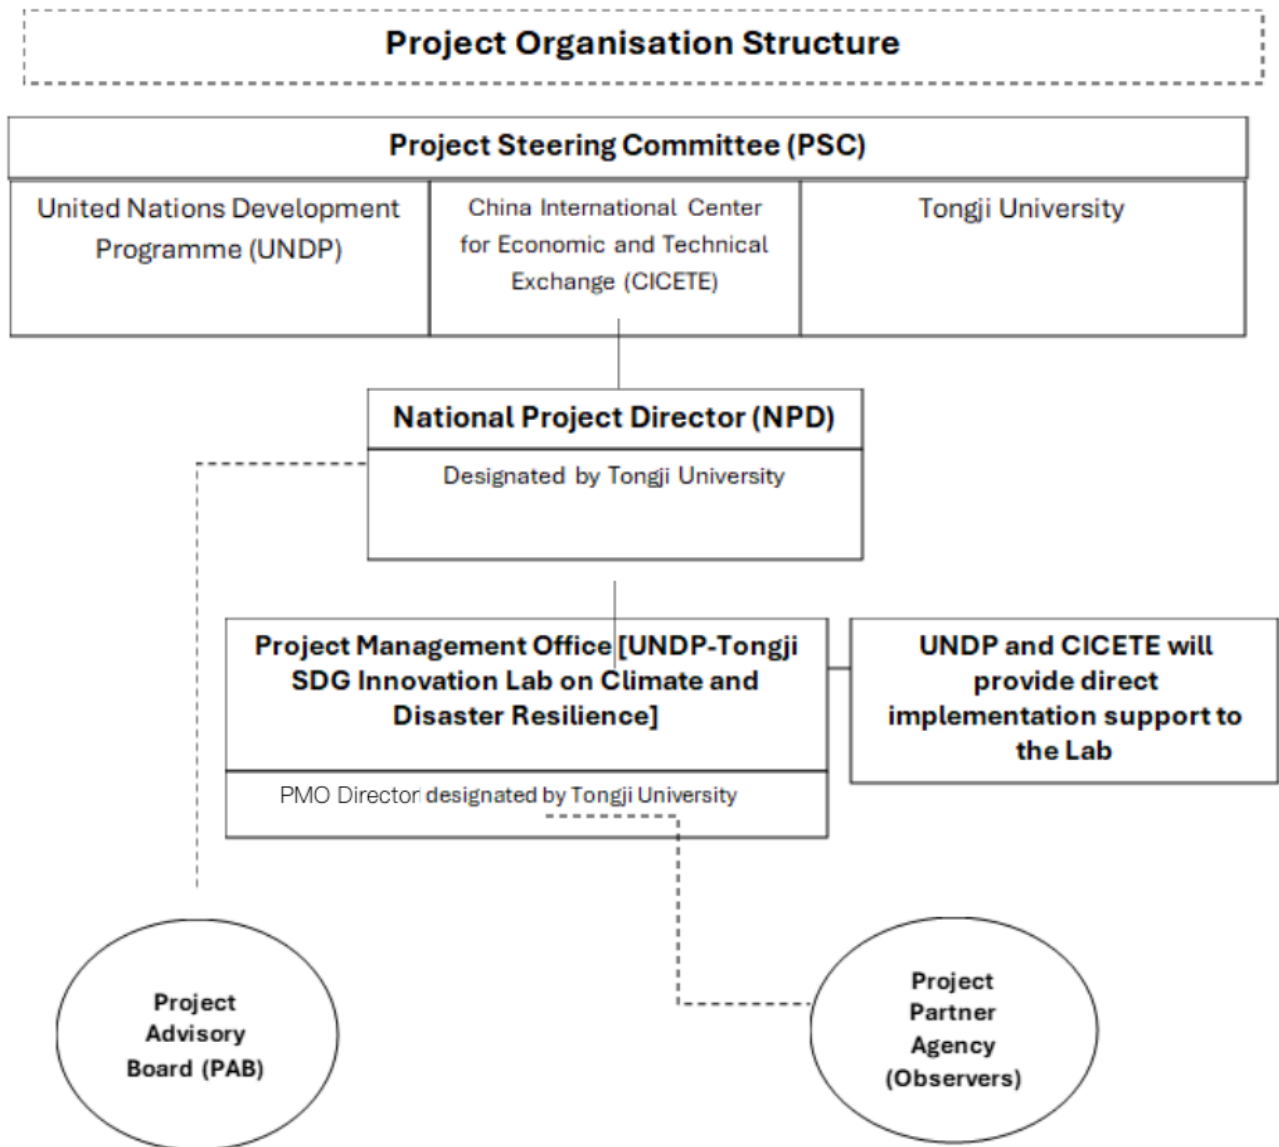 Project Organisation Structure
Project Steering Committee (PSC)
United Nations Development
Programme (UNDP)
China International Center
for Economic and Technical
Exchange (CICETE)
Tongji University
National Project Director (NPD)
Designated by Tongji University
Project Management Office [UNDP-Tongji
SDG Innovation Lab on Climate and
Disaster Resilience]
PMO Director designated by Tongji University
UNDP and CICETE will
provide direct
implementation support to
the Lab
Project
Advisory
Board (PAB)
Project
Partner
Agency
(Observers)